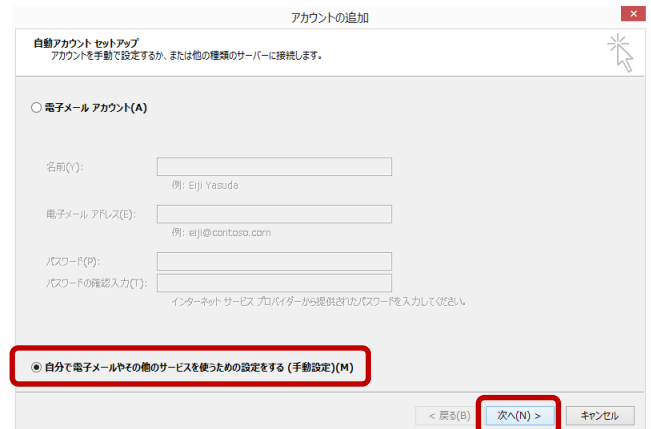 アカウントの追加
自動アカウント セットアップ
アカウントを手動で設定するか、または他の種類のサーバーに接続します。
電子メール アカウント(A)
名前(Y):
例: Eiji Yasuda
電子メール アドレス(E):
例: eiji@contoso.com
パスワード(P):
パスワードの確認入力(T):
インターネット サービス プロバイダーから提供されたパスワードを入力してください。
自分で電子メールやその他のサービスを使うための設定をする (手動設定)(M)
< 戻る(B) 次へ(N) > キャンセル